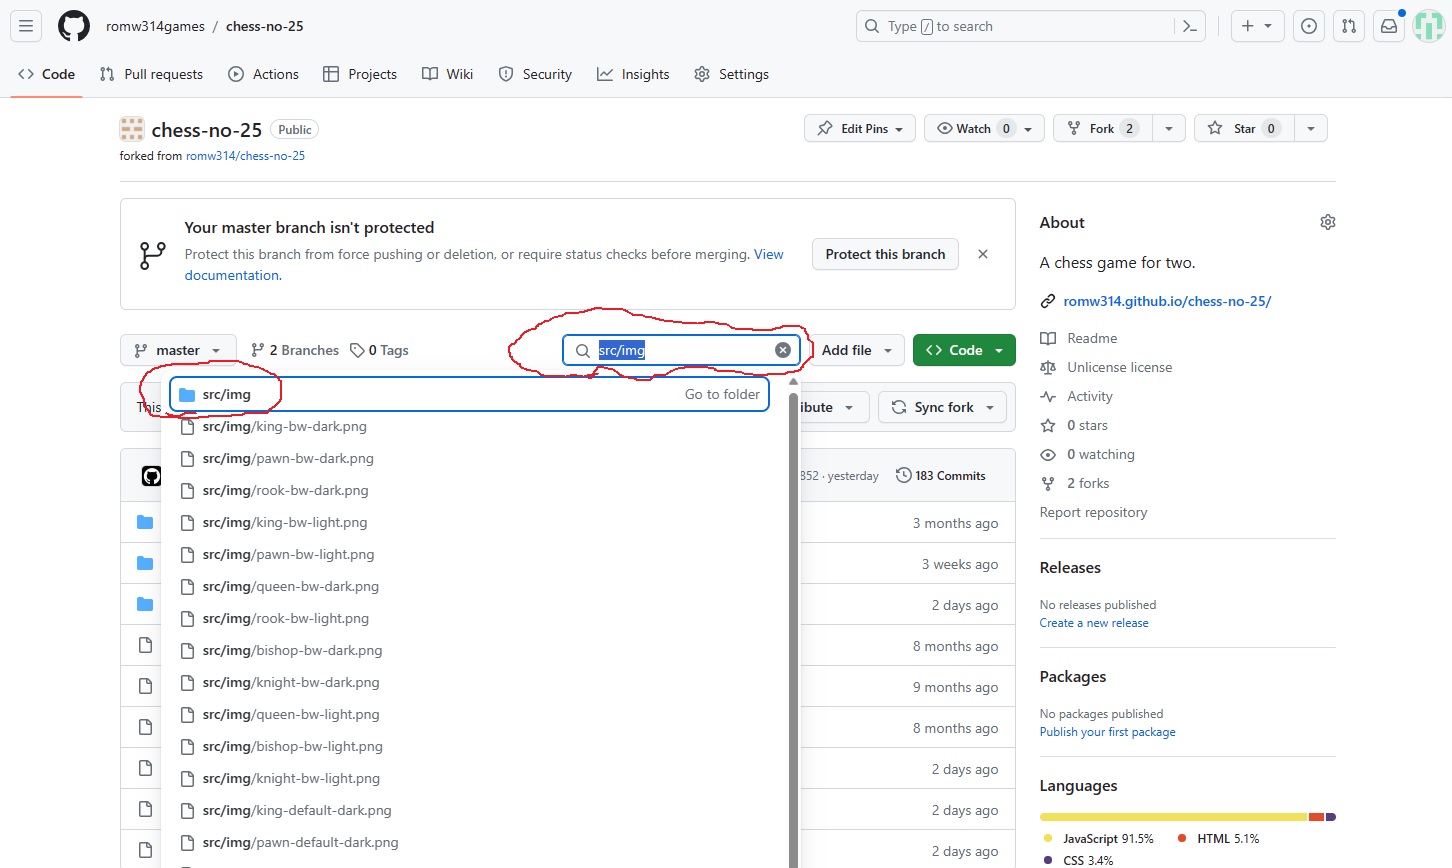 romw314games / chess-no-25
Type / to search
Code Pull requests Actions Projects Wiki Security Insights Settings
chess-no-25 Public
Edit Pins Watch 0 Fork 2 Star 0
forked from romw314/chess-no-25
Your master branch isn't protected
Protect this branch from force pushing or deletion, or require status checks before merging. View
documentation.
Protect this branch
master 2 Branches 0 Tags
src/img
Add file Code
This
src/img Go to folder
ibute Sync fork
src/img/king-bw-dark.png
src/img/pawn-bw-dark.png
src/img/rook-bw-dark.png
src/img/king-bw-light.png
src/img/pawn-bw-light.png
src/img/queen-bw-dark.png
src/img/rook-bw-light.png
src/img/bishop-bw-dark.png
src/img/knight-bw-dark.png
src/img/queen-bw-light.png
src/img/bishop-bw-light.png
src/img/knight-bw-light.png
src/img/king-default-dark.png
src/img/pawn-default-dark.png
852 · yesterday 183 Commits
3 months ago
3 weeks ago
2 days ago
8 months ago
9 months ago
8 months ago
2 days ago
2 days ago
2 days ago
About
A chess game for two.
romw314.github.io/chess-no-25/
Readme
Unlicense license
Activity
0 stars
0 watching
2 forks
Report repository
Releases
No releases published
Create a new release
Packages
No packages published
Publish your first package
Languages
JavaScript 91.5% HTML 5.1%
CSS 3.4%